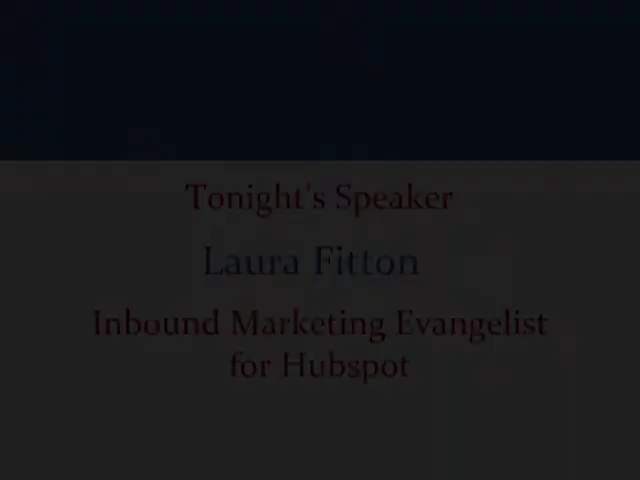 Tonight's Speaker
Laura Fitton
Inbound Marketing Evangelist
for Hubspot